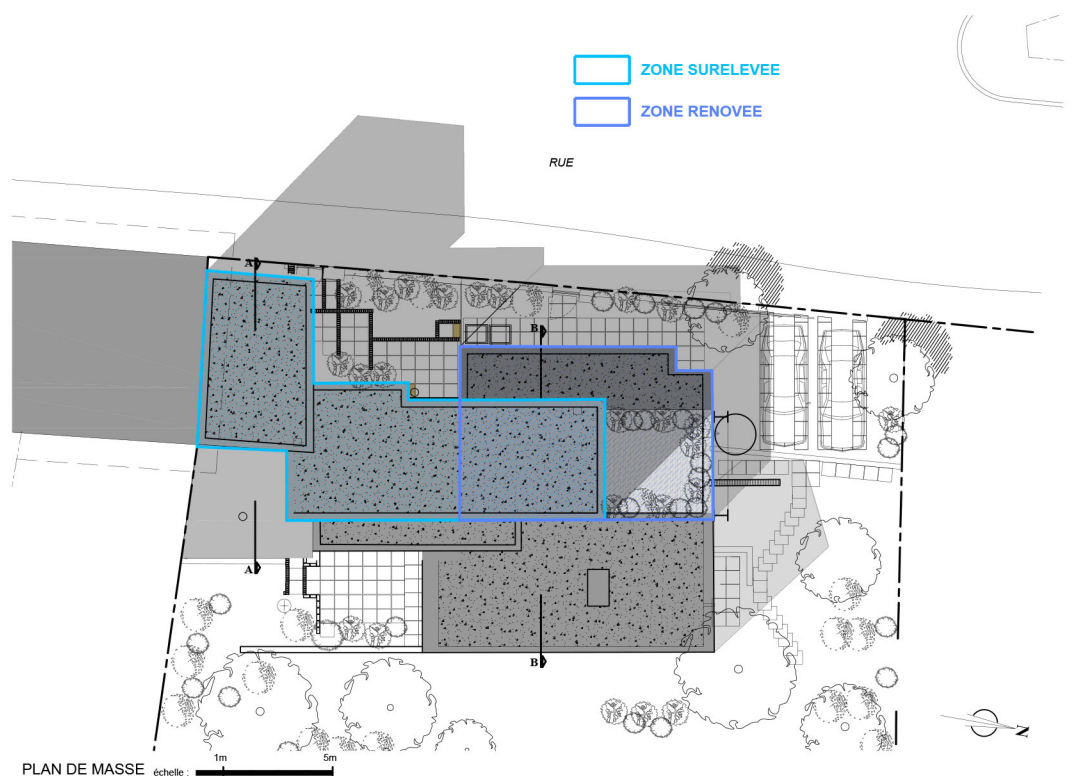 ZONE SURELEVEE
ZONE RENOVEE
RUE
A
B
A
B
N
1m 5m
PLAN DE MASSE échelle :